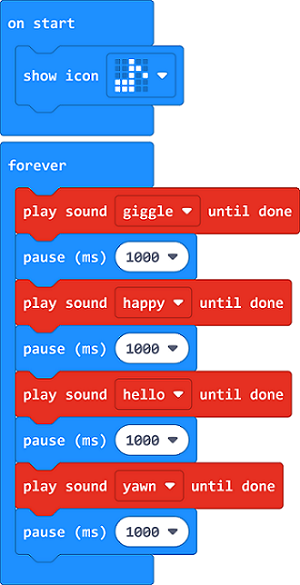 on start
show icon
forever
play sound giggle until done
pause (ms) 1000
play sound happy until done
pause (ms) 1000
play sound hello until done
pause (ms) 1000
play sound yawn until done
pause (ms) 1000